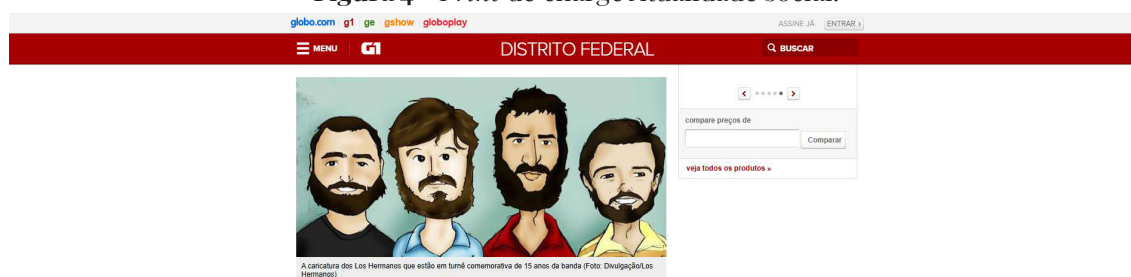 Figura 4 - Print de charge/Atualidade social.
globo.com g1 ge gshow globoplay
ASSINE JÁ ENTRAR ›
MENU G1 DISTRITO FEDERAL BUSCAR
compare preços de
Comparar
veja todos os produtos »
A caricatura dos Los Hermanos que estão em turnê comemorativa de 15 anos da banda (Foto: Divulgação/Los
Hermanos)